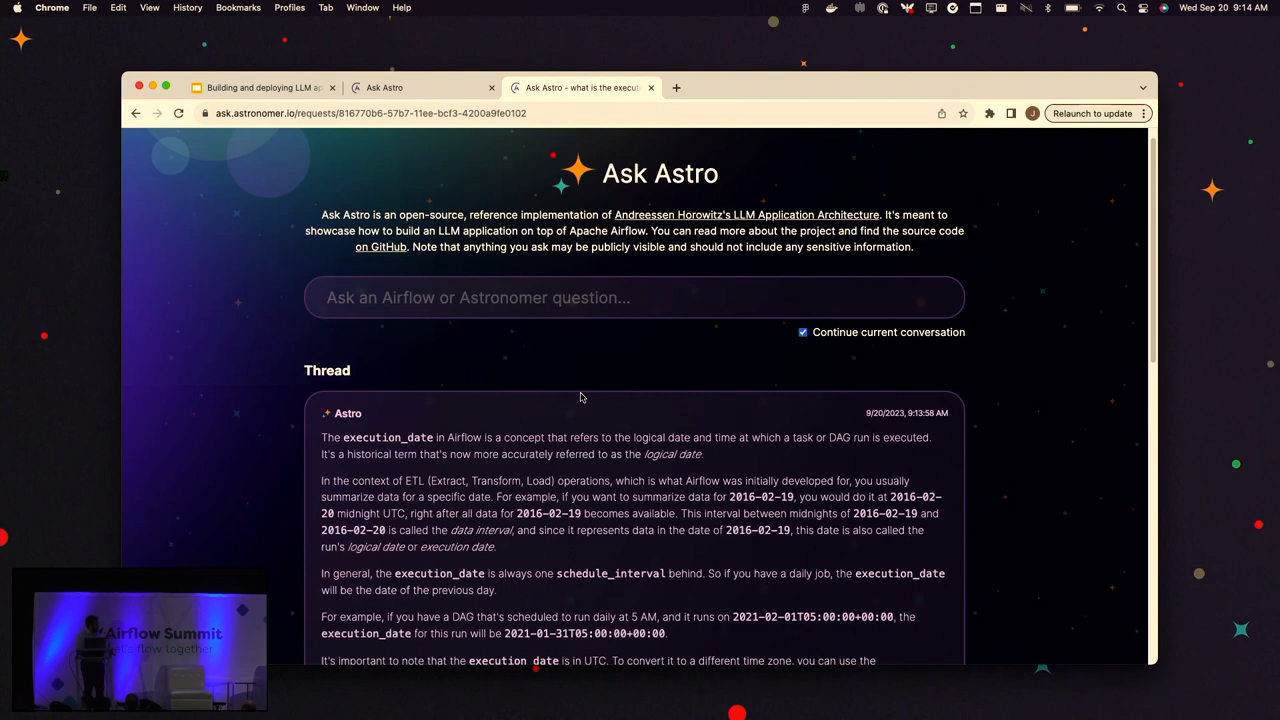 Chrome File Edit View History Bookmarks Profiles Tab Window Help Wed Sep 20 9:14 AM
Building and deploying LLM ap
Ask Astro
Ask Astro - what is the execut
ask.astronomer.io/requests/816770b6-57b7-11ee-bcf3-4200a9fe0102
J
Relaunch to update
Ask Astro
Ask Astro is an open-source, reference implementation of Andreessen Horowitz's LLM Application Architecture. It's meant to
showcase how to build an LLM application on top of Apache Airflow. You can read more about the project and find the source code
on GitHub. Note that anything you ask may be publicly visible and should not include any sensitive information.
Ask an Airflow or Astronomer question...
Continue current conversation
Thread
Astro 9/20/2023, 9:13:58 AM
The execution_date in Airflow is a concept that refers to the logical date and time at which a task or DAG run is executed.
It's a historical term that's now more accurately referred to as the logical date.
In the context of ETL (Extract, Transform, Load) operations, which is what Airflow was initially developed for, you usually
summarize data for a specific date. For example, if you want to summarize data for 2016-02-19, you would do it at 2016-02-
20 midnight UTC, right after all data for 2016-02-19 becomes available. This interval between midnights of 2016-02-19 and
2016-02-20 is called the data interval, and since it represents data in the date of 2016-02-19, this date is also called the
run's logical date or execution date.
In general, the execution_date is always one schedule_interval behind. So if you have a daily job, the execution_date
will be the date of the previous day.
For example, if you have a DAG that's scheduled to run daily at 5 AM, and it runs on 2021-02-01T05:00:00+00:00, the
execution_date for this run will be 2021-01-31T05:00:00+00:00.
It's important to note that the execution_date is in UTC. To convert it to a different time zone, you can use the
Airflow Summit
Let's flow together